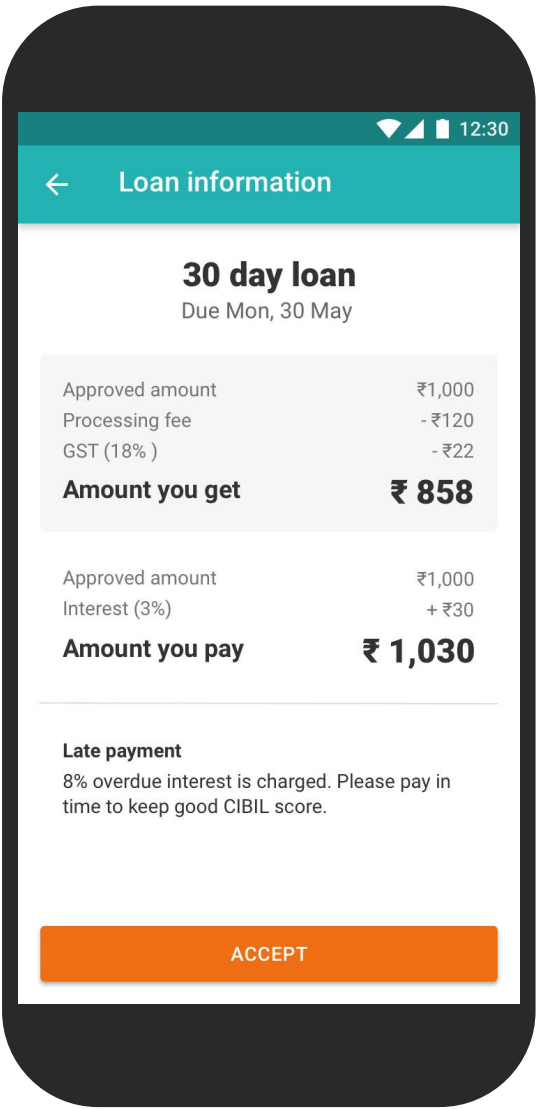 12:30
Loan information
30 day loan
Due Mon, 30 May
Approved amount ₹1,000
Processing fee - ₹120
GST (18% ) - ₹22
Amount you get ₹ 858
Approved amount ₹1,000
Interest (3%) + ₹30
Amount you pay ₹ 1,030
Late payment
8% overdue interest is charged. Please pay in
time to keep good CIBIL score.
ACCEPT